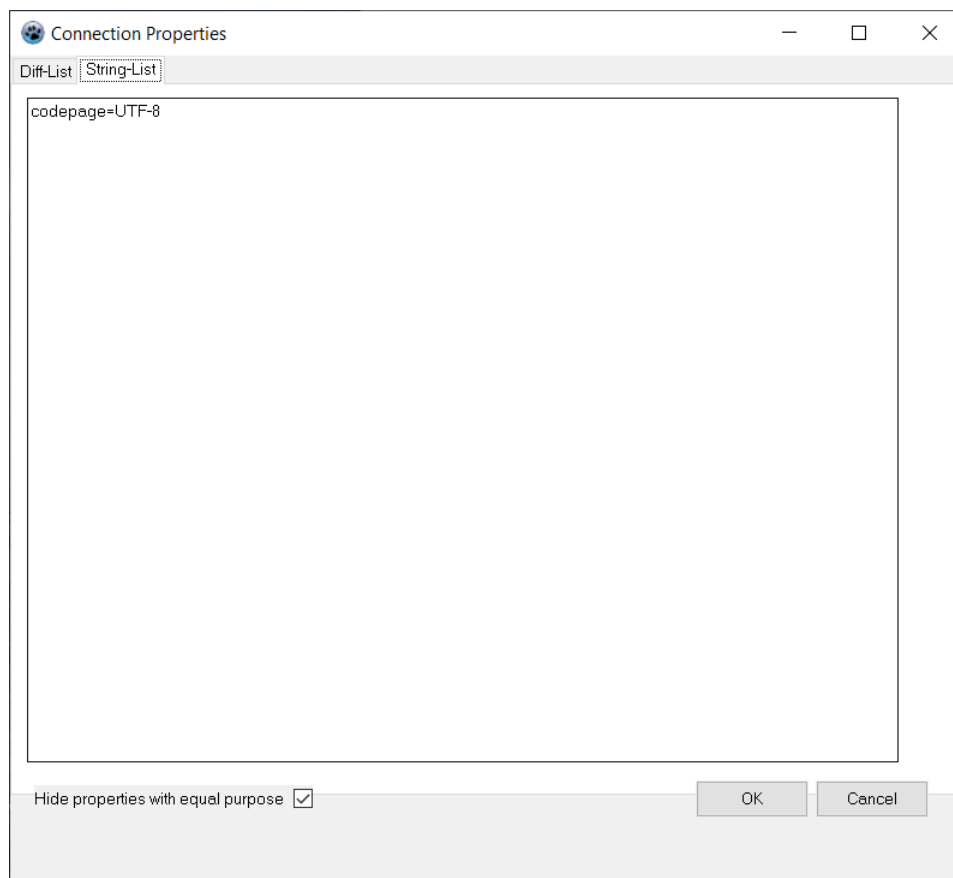 Connection Properties
Diff-List String-List
codepage=UTF-8
Hide properties with equal purpose OK Cancel